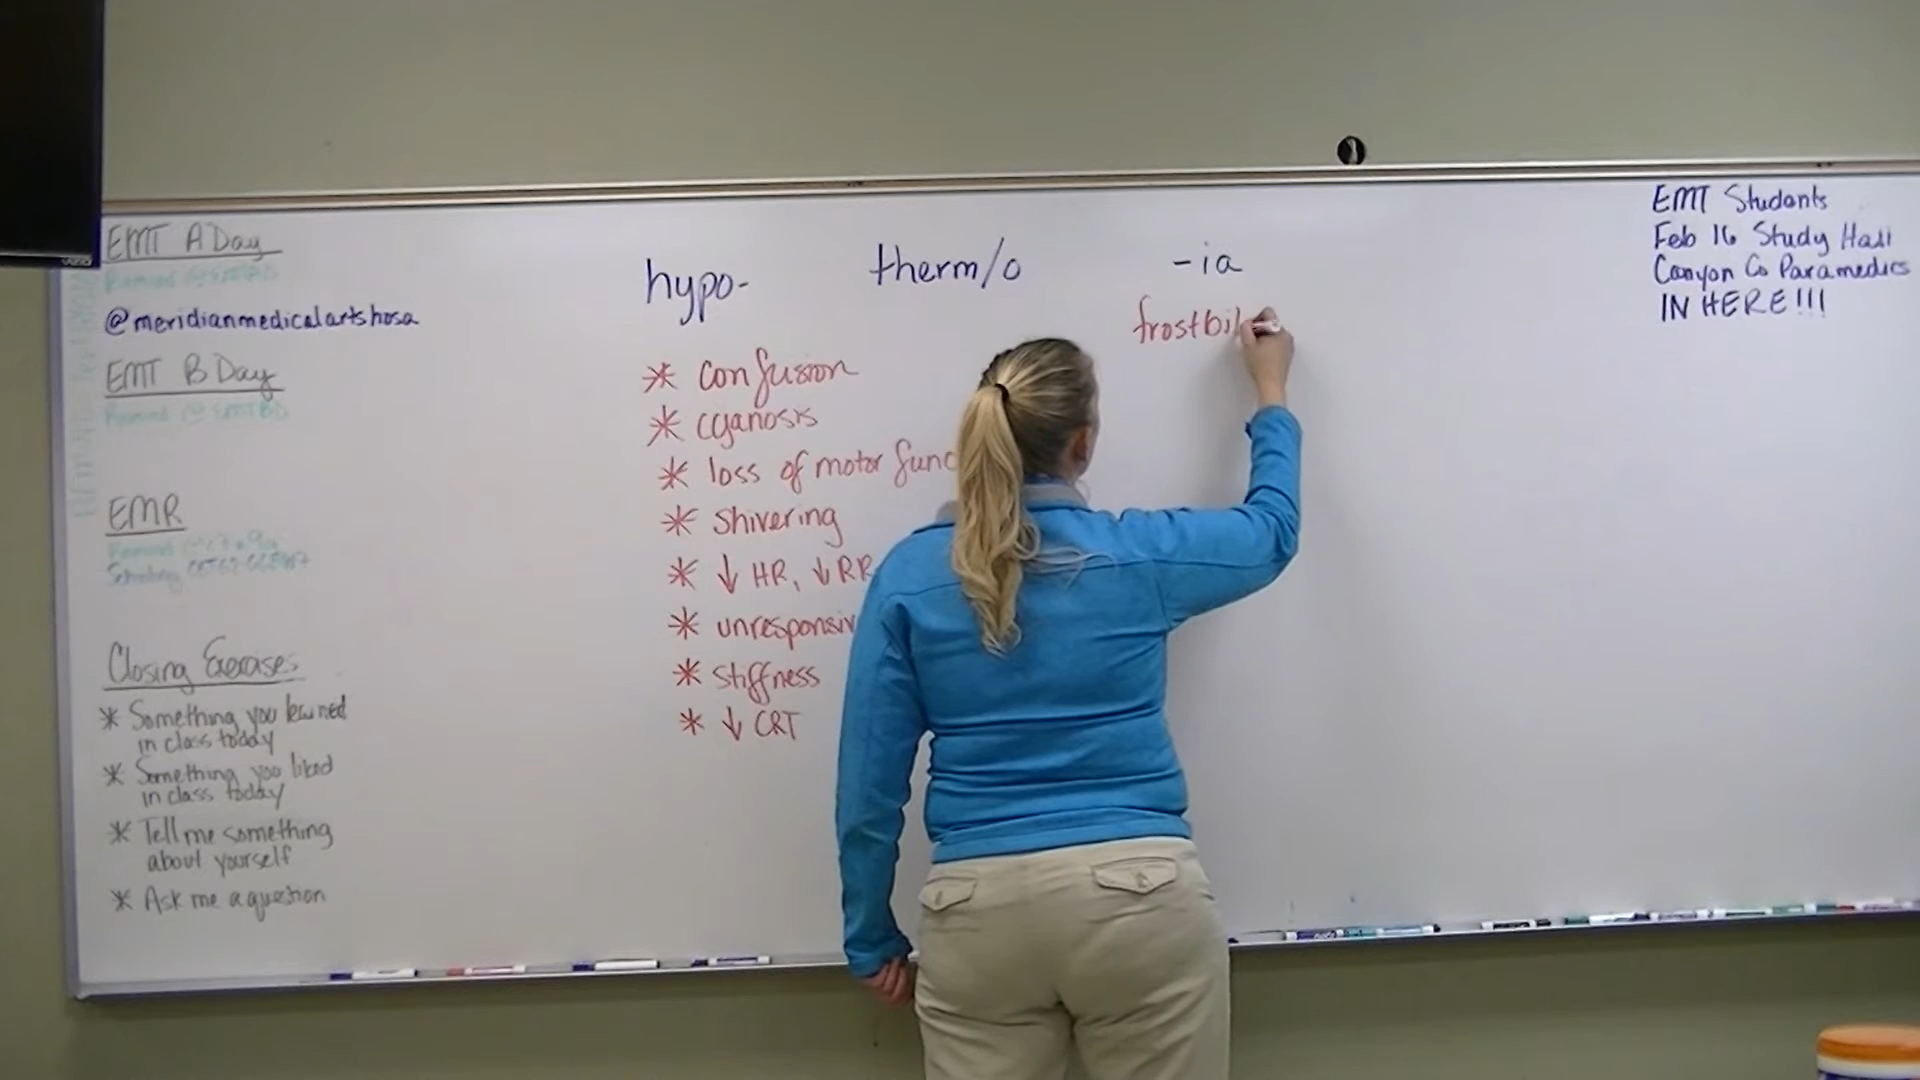 EMT A Day
@meridianmedicalartshosa
EMT B Day
EMR
Closing Exercises
* Something you learned
in class today
* Something you liked
in class today
* Tell me something
about yourself
* Ask me a question
hypo- therm/o -ia
* confusion
* cyanosis
* loss of motor func
* shivering
* ↓ HR, ↓ RR
* unresponsiv
* stiffness
* ↓ CRT
frostbit
EMT Students
Feb 16 Study Hall
Canyon Co Paramedics
IN HERE!!!